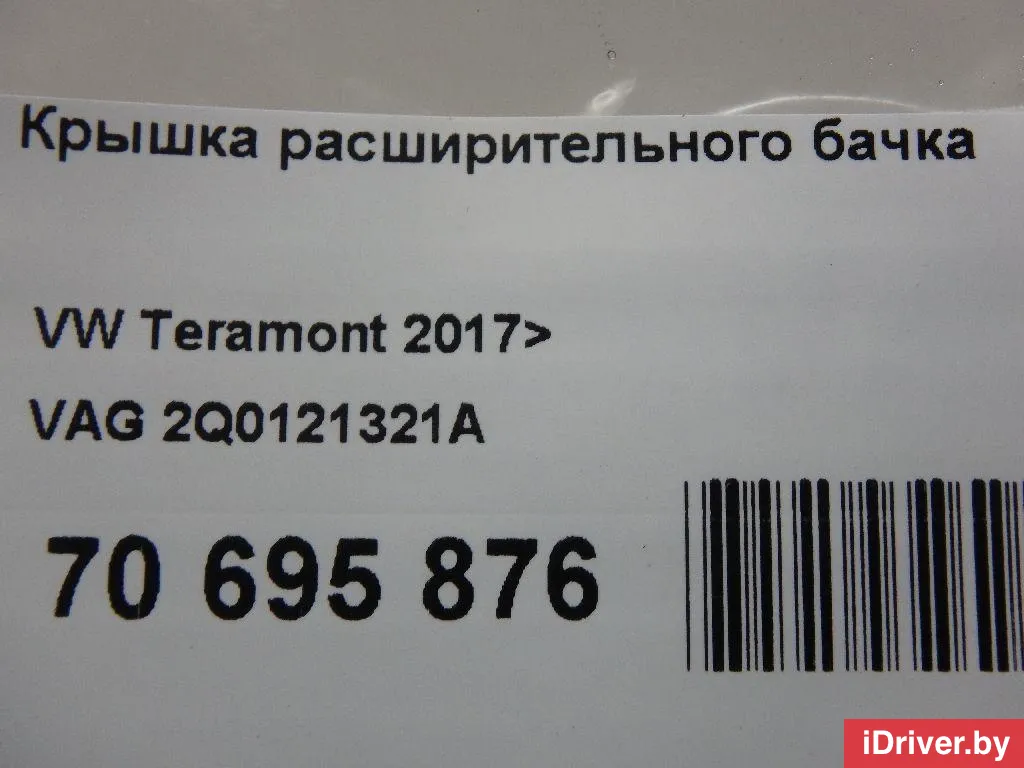 Крышка расширительного бачка
VW Teramont 2017>
VAG 2Q0121321A
70 695 876
iDriver.by